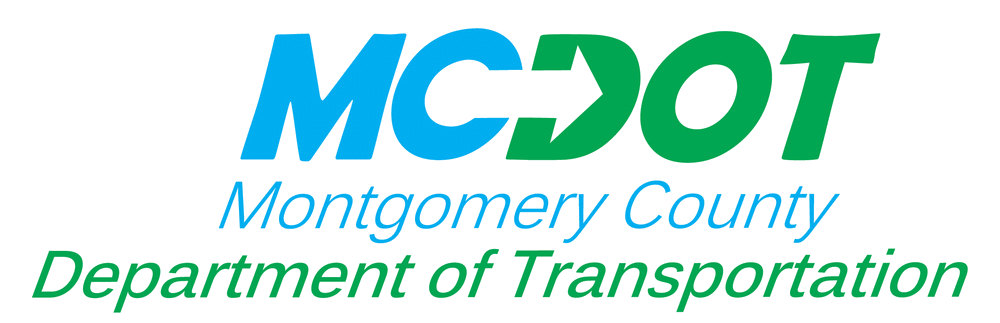 MCDOT
Montgomery County
Department of Transportation